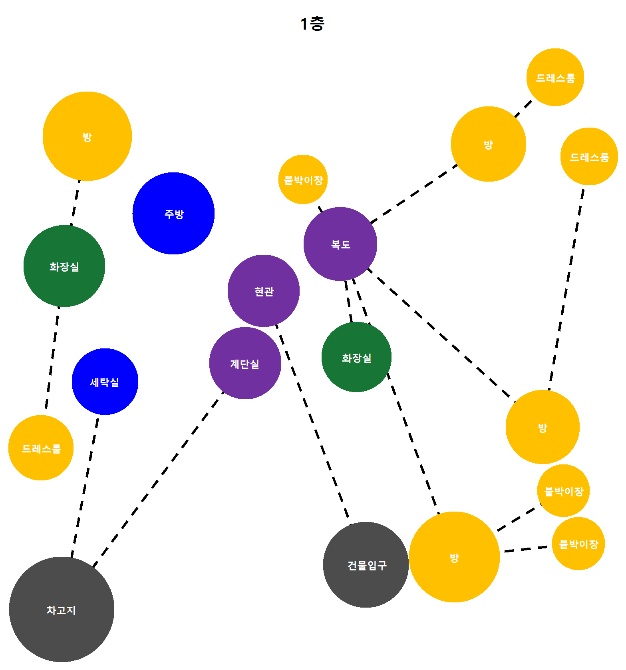 1층
드레스룸
방
방
드레스룸
붙박이장
주방
복도
화장실
현관
화장실
계단실
세탁실
방
드레스룸
붙박이장
붙박이장
방
건물입구
차고지